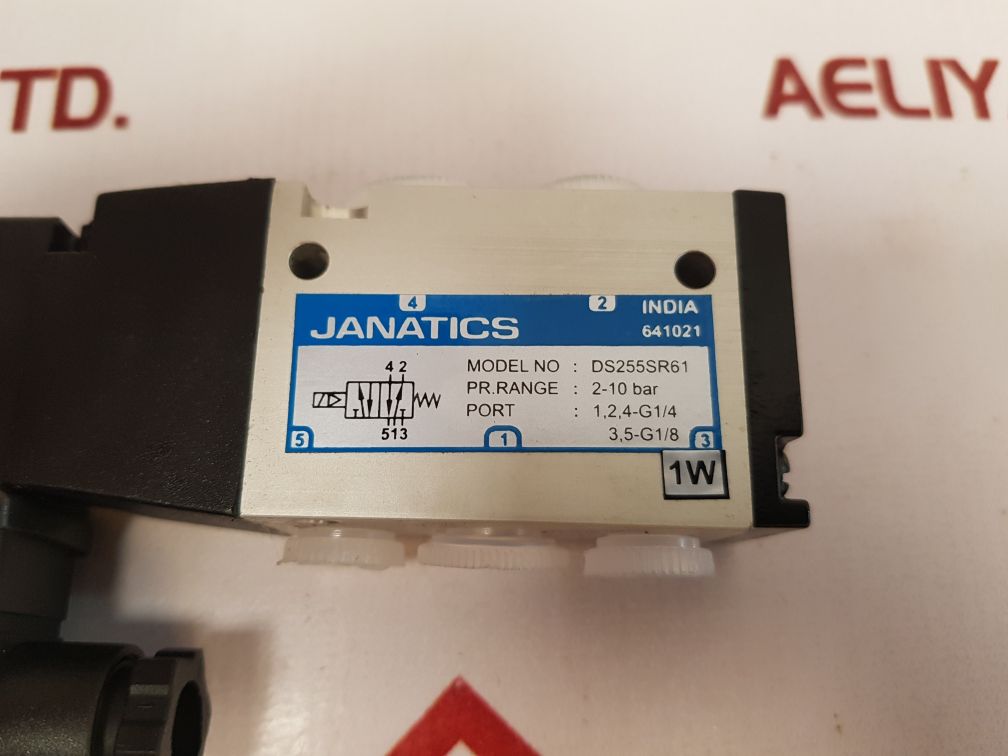 TD.
AELIY
4
2
INDIA
JANATICS
641021
4 2
MODEL NO : DS255SR61
PR.RANGE : 2-10 bar
PORT : 1,2,4-G1/4
513
3,5-G1/8
5
1
3
1W